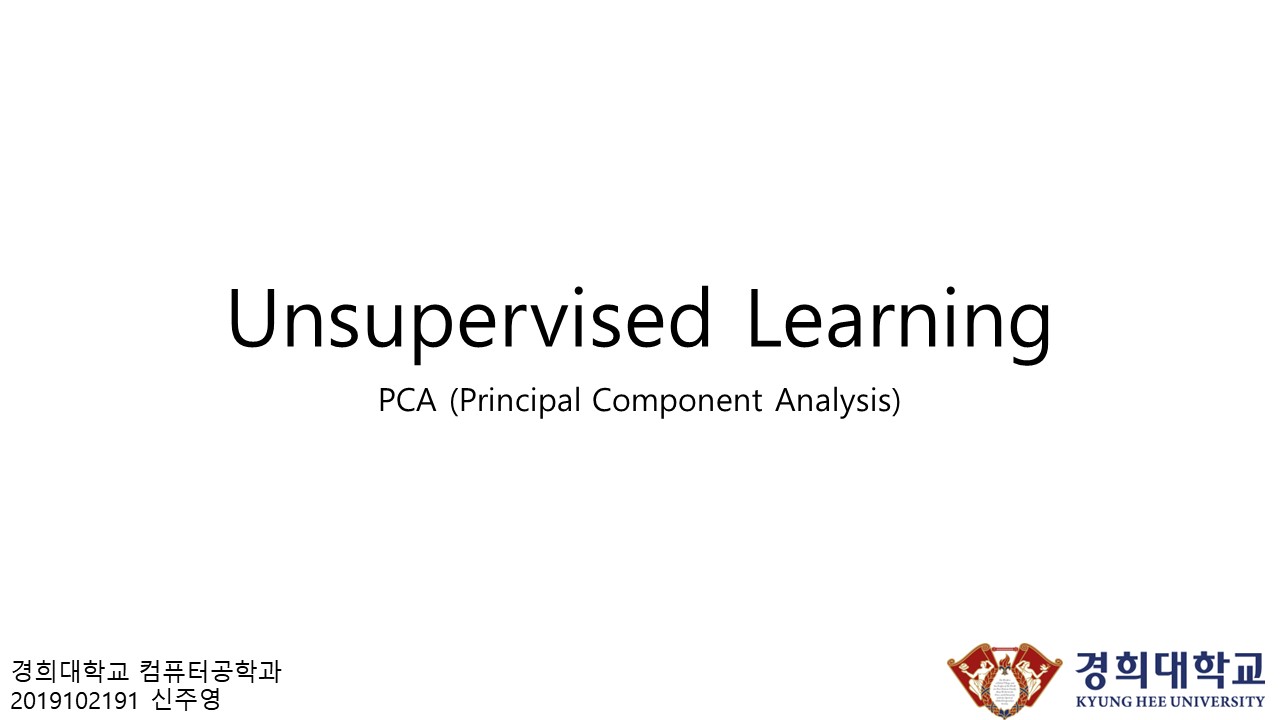 Unsupervised Learning
PCA (Principal Component Analysis)
경희대학교 컴퓨터공학과
2019102191 신주영
경희대학교
KYUNG HEE UNIVERSITY